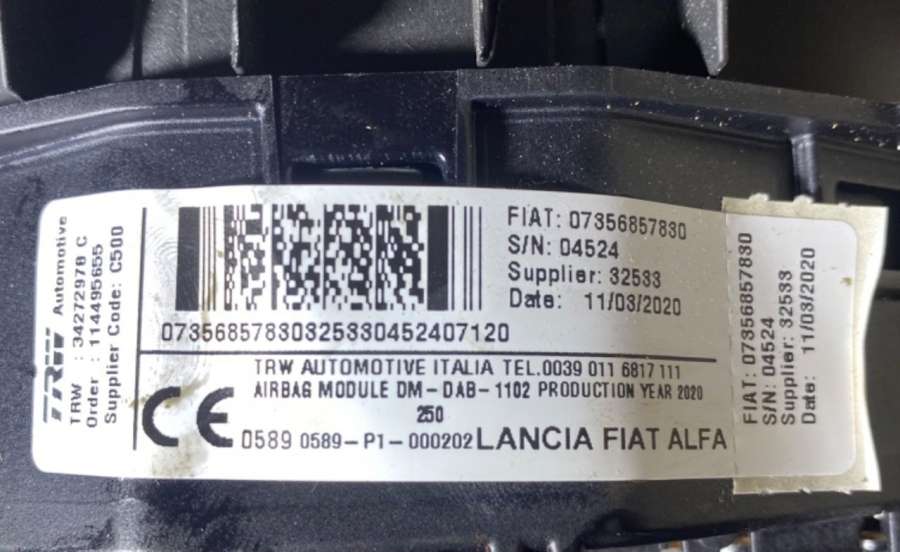 TRW Automotive
TRW : 34272978 C
Order : 114495655
Supplier Code: C500
FIAT: 07356857830
S/N: 04524
Supplier: 32533
Date: 11/03/2020
07356857830325330452407120
TRW AUTOMOTIVE ITALIA TEL.0039 011 6817 111
AIRBAG MODULE DM-DAB-1102 PRODUCTION YEAR 2020
250
CE 0589 0589-P1-000202 LANCIA FIAT ALFA
FIAT: 07356857830
S/N: 04524
Supplier: 32533
Date: 11/03/2020